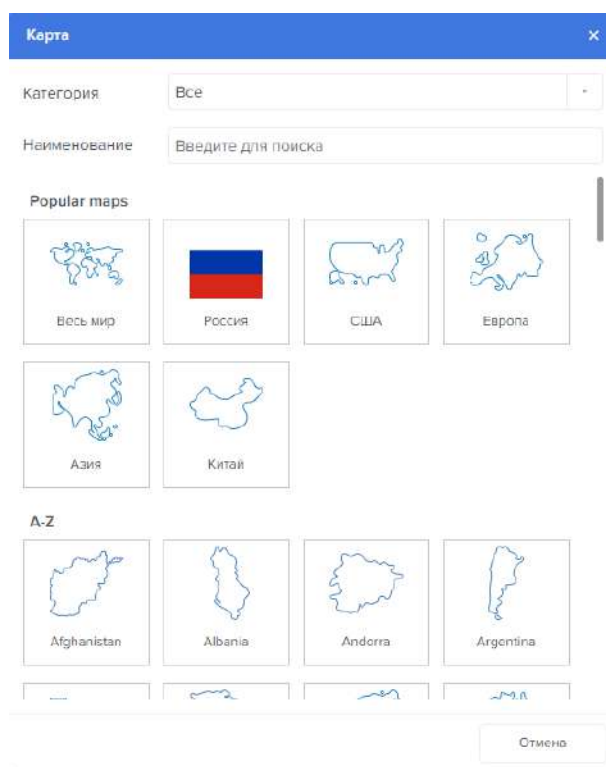 Карта
Категория Все
Наименование Введите для поиска
Popular maps
Весь мир Россия США Европа
Азия Китай
A-Z
Afghanistan Albania Andorra Argentina
Отмена